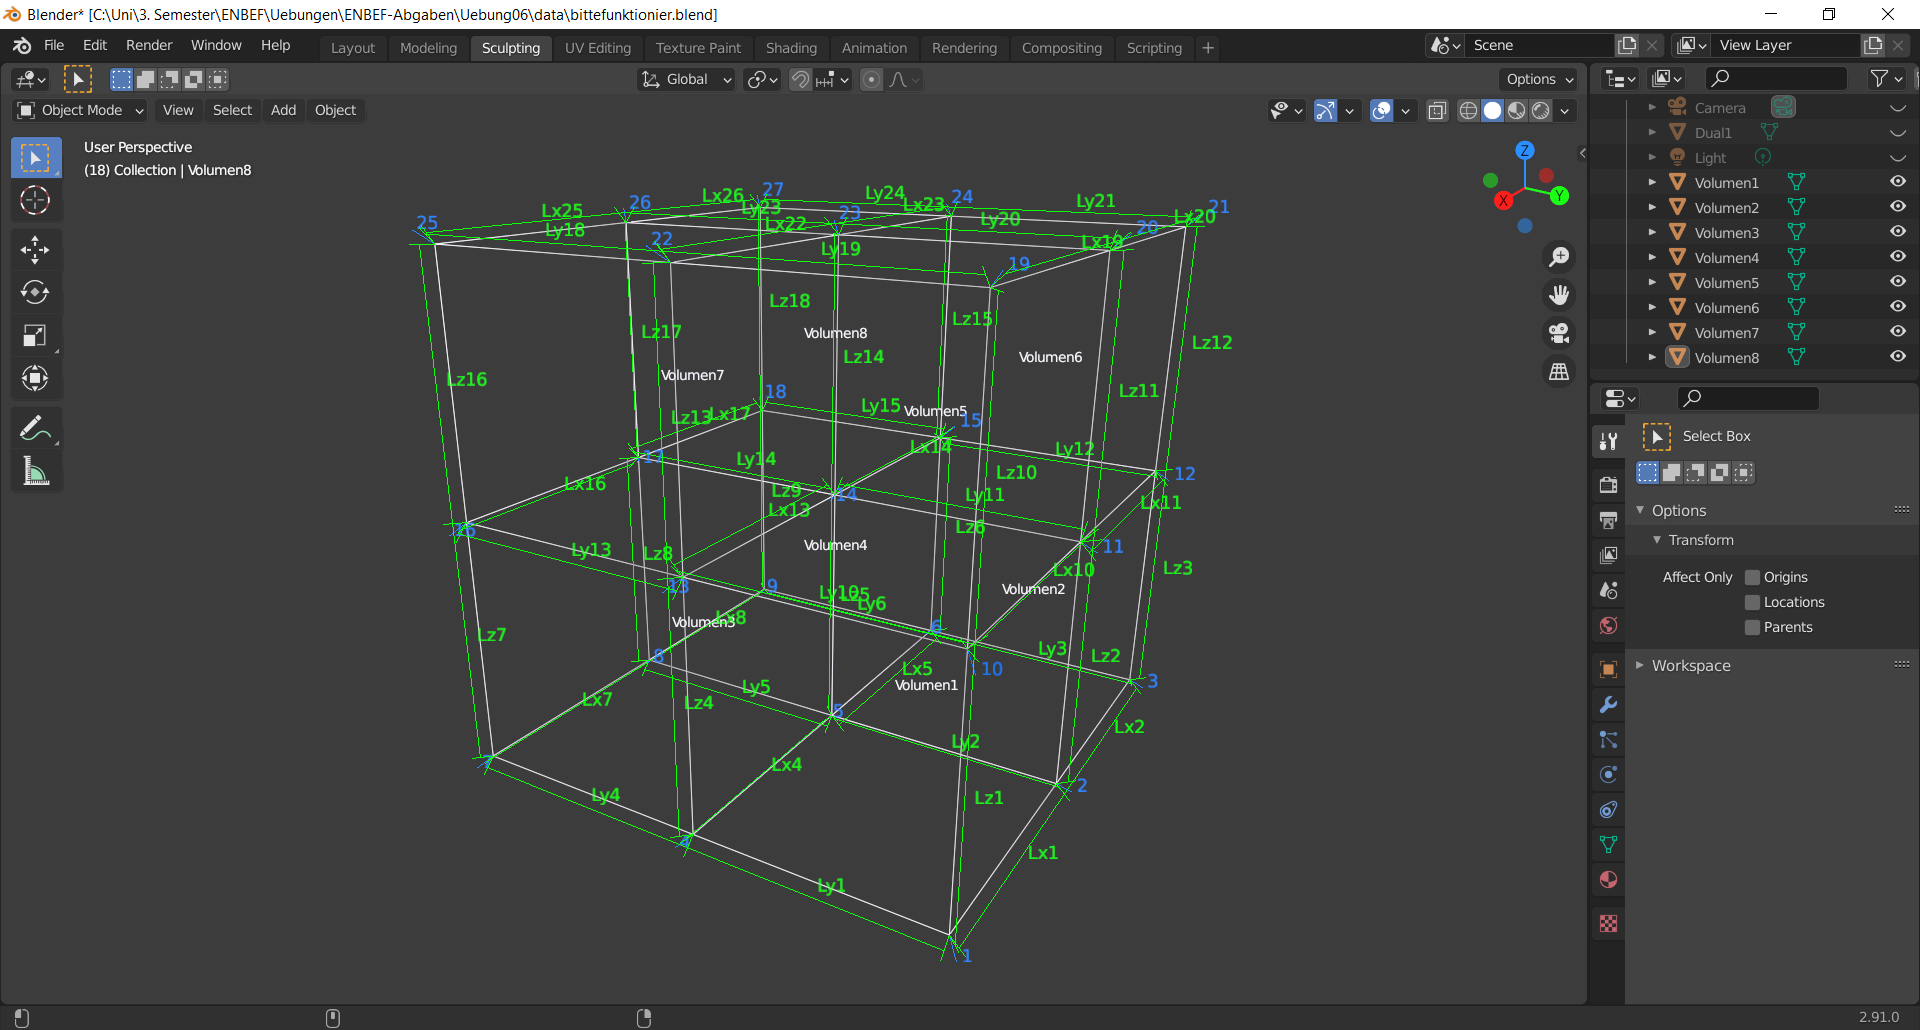 Blender* [C:\Uni\3. Semester\ENBEF\Uebungen\ENBEF-Abgaben\Uebung06\data\bittefunktionier.blend]
File Edit Render Window Help Layout Modeling Sculpting UV Editing Texture Paint Shading Animation Rendering Compositing Scripting + Scene View Layer
Global Options
Object Mode View Select Add Object
User Perspective
(18) Collection | Volumen8
Z
Y
X
Camera
Dual1
Light
Volumen1
Volumen2
Volumen3
Volumen4
Volumen5
Volumen6
Volumen7
Volumen8
Select Box
Options
Transform
Affect Only Origins
Locations
Parents
Workspace
27
Lx26 Ly24 24
26 Lx23 Ly21
Lx25 Ly23 23 21
25 Ly18 Lx22 Ly20 Lx20
22 Ly19 Lx19 20
19
Lz18
Lz17 Volumen8 Lz15
Lz14 Volumen6 Lz12
Lz16 Volumen7 Lz11
18
Lz13 Lx17 Ly15 Volumen5
15
17 Ly14 Lx14 Ly12
Lx16 Lz9 Lz10 12
Lx13 14 Ly11 Lx11
16 Lz6
Ly13 Lz8 Volumen4 11
13 9 Lx10 Lz3
Ly10 Lz5 Ly6 Volumen2
Volumen3 Lx8
Lz7 6
8 Ly3 Lz2
Lx5 10
Ly5 Volumen1 3
Lx7 Lz4
5 Lx2
Ly2
7 Lx4
Ly4 Lz1 2
4
Lx1
Ly1
1
2.91.0